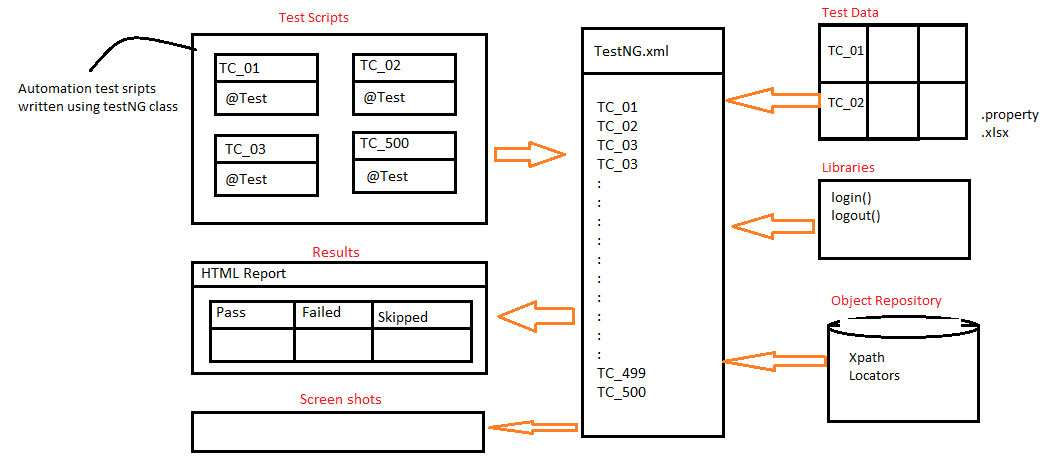 Test Scripts
Automation test sripts
written using testNG class
TC_01
@Test
TC_02
@Test
TC_03
@Test
TC_500
@Test
TestNG.xml
TC_01
TC_02
TC_03
TC_03
:
:
:
:
:
:
:
:
:
:
TC_499
TC_500
Test Data
TC_01
TC_02
.property
.xlsx
Libraries
login()
logout()
Object Repository
Xpath
Locators
Results
HTML Report
Pass
Failed
Skipped
Screen shots